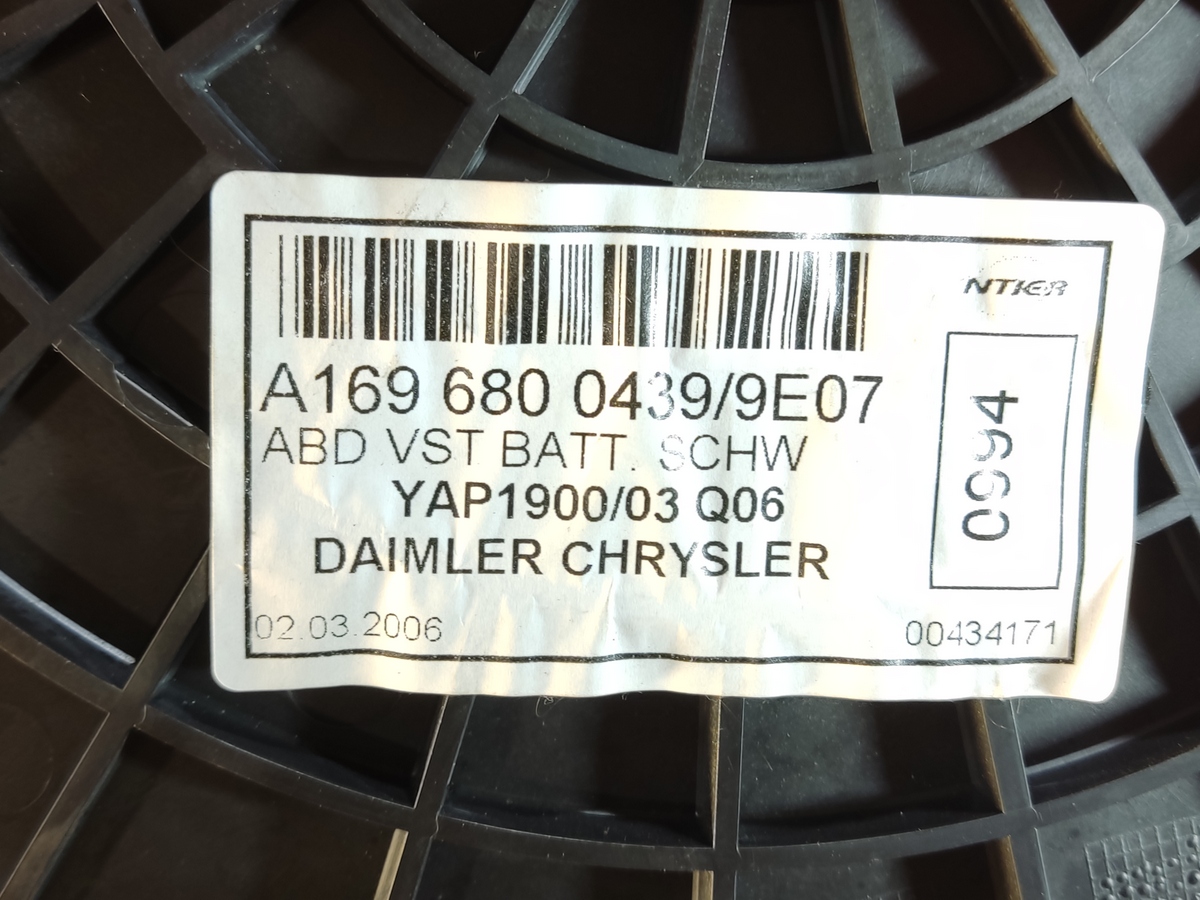 NTIER
A169 680 0439/9E07
ABD VST BATT. SCHW
YAP1900/03 Q06
DAIMLER CHRYSLER
0994
02.03.2006
00434171